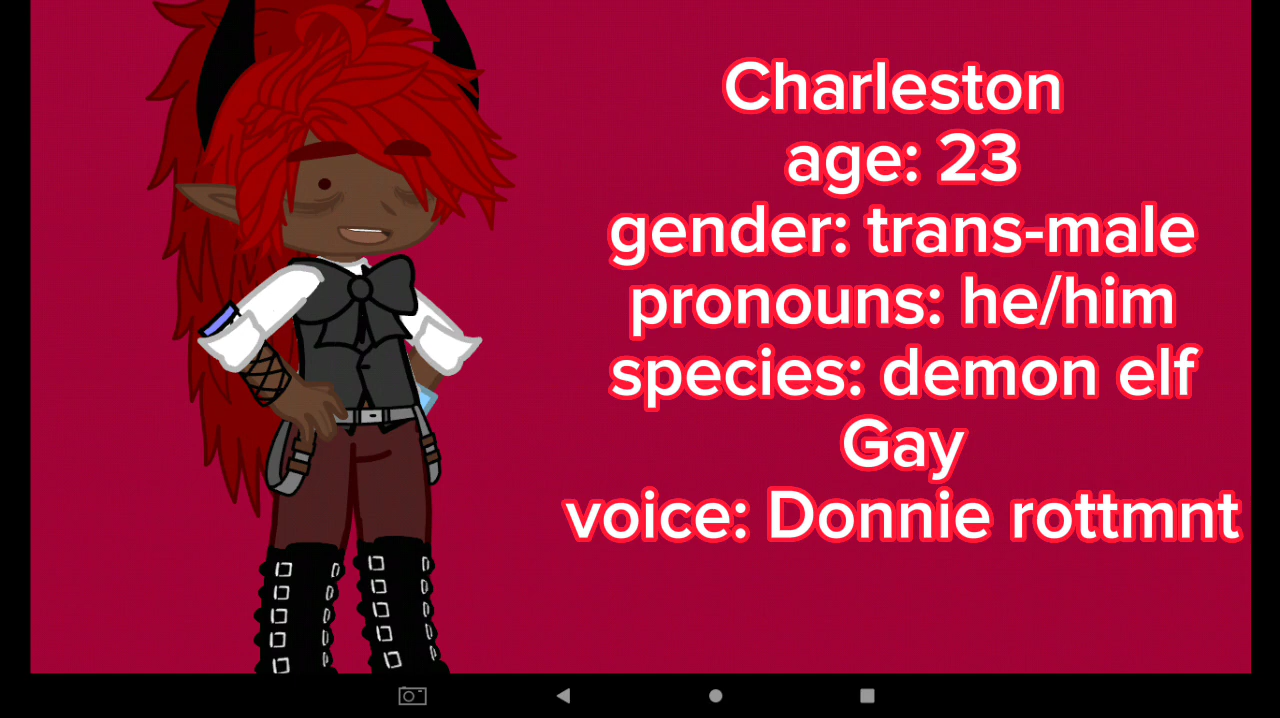 Charleston
age: 23
gender: trans-male
pronouns: he/him
species: demon elf
Gay
voice: Donnie rottmnt